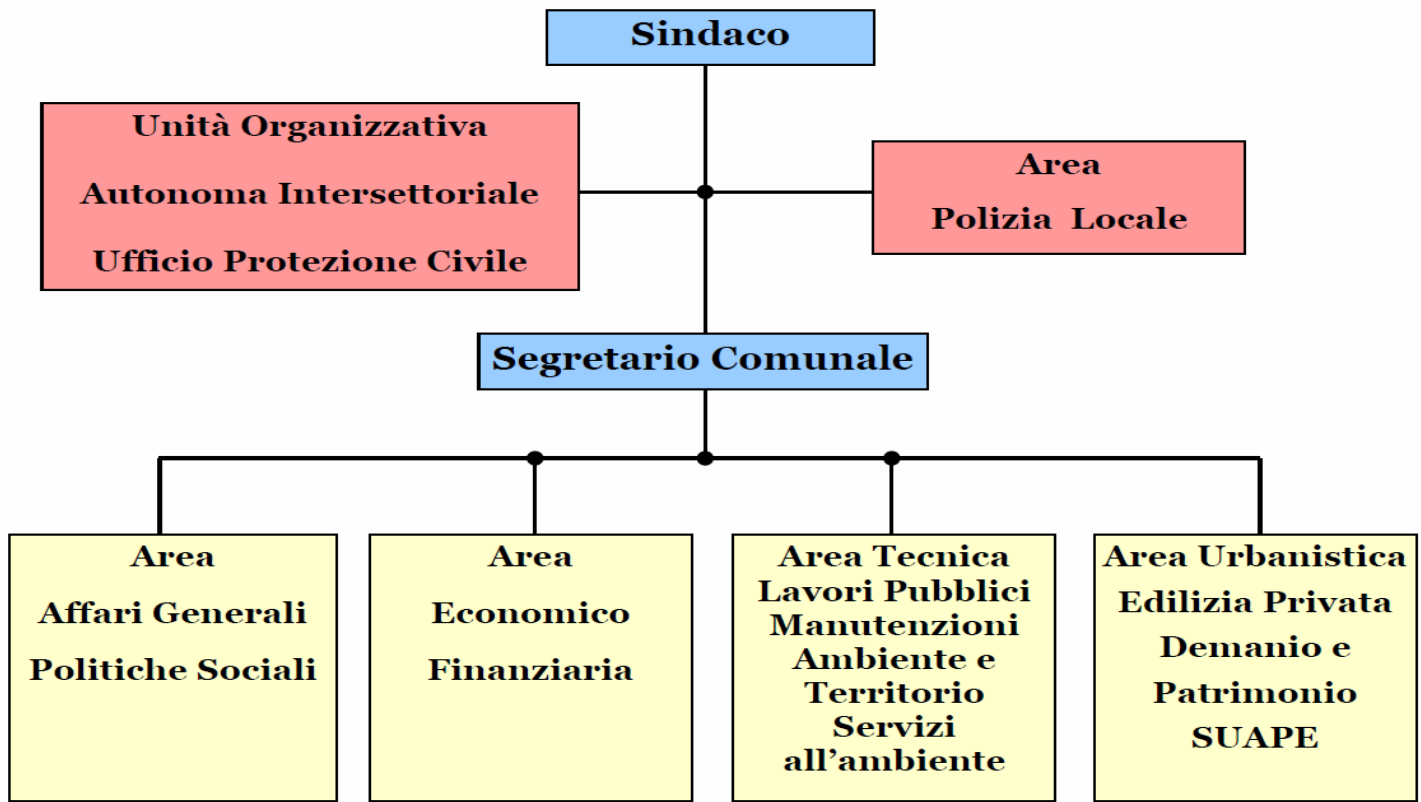 Sindaco
Unità Organizzativa
Autonoma Intersettoriale
Ufficio Protezione Civile
Area
Polizia Locale
Segretario Comunale
Area
Affari Generali
Politiche Sociali
Area
Economico
Finanziaria
Area Tecnica
Lavori Pubblici
Manutenzioni
Ambiente e
Territorio
Servizi
all’ambiente
Area Urbanistica
Edilizia Privata
Demanio e
Patrimonio
SUAPE